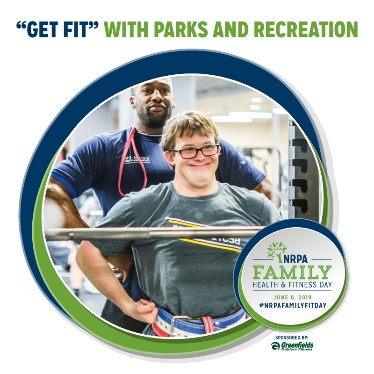 “GET FIT” WITH PARKS AND RECREATION
NRPA
FAMILY
HEALTH & FITNESS DAY
JUNE 8, 2019
#NRPAFAMILYFITDAY
SPONSORED BY:
Greenfields